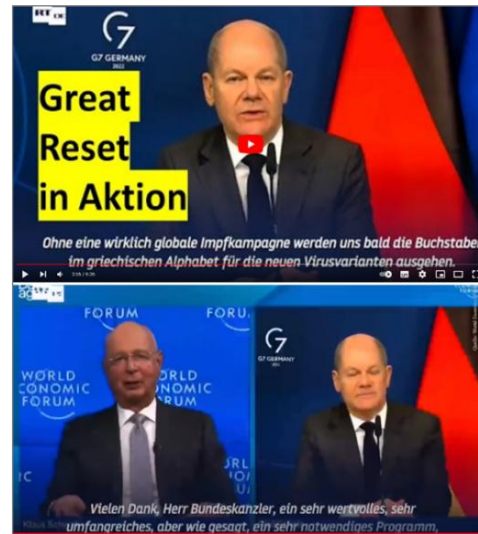 RT DE
G7 GERMANY
2022
Great
Reset
in Aktion
Ohne eine wirklich globale Impfkampagne werden uns bald die Buchstaben
im griechischen Alphabet für die neuen Virusvarianten ausgehen.
FORUM FORUM
WORLD
ECONOMIC
FORUM
G7 GERMANY
Vielen Dank, Herr Bundeskanzler, ein sehr wertvolles, sehr
Klaus
umfangreiches, aber wie gesagt, ein sehr notwendiges Programm,